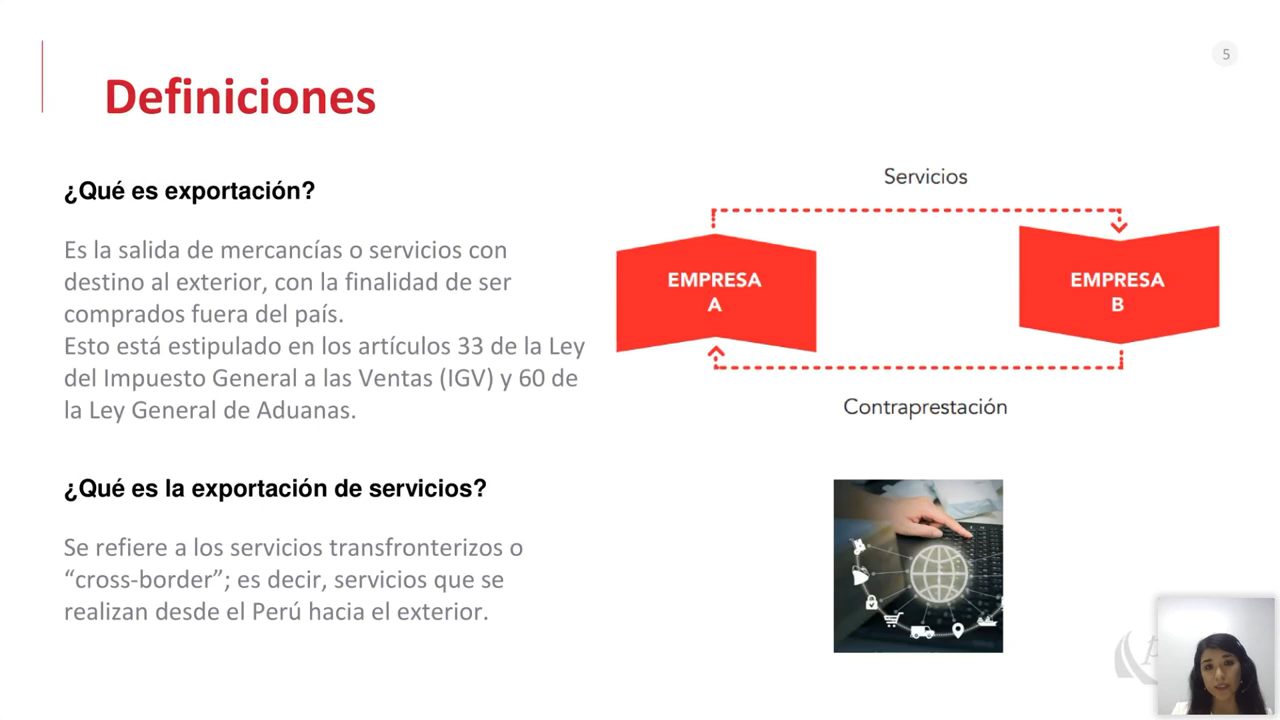 5
Definiciones
¿Qué es exportación?
Es la salida de mercancías o servicios con
destino al exterior, con la finalidad de ser
comprados fuera del país.
Esto está estipulado en los artículos 33 de la Ley
del Impuesto General a las Ventas (IGV) y 60 de
la Ley General de Aduanas.
¿Qué es la exportación de servicios?
Se refiere a los servicios transfronterizos o
“cross-border”; es decir, servicios que se
realizan desde el Perú hacia el exterior.
Servicios
EMPRESA
A
EMPRESA
B
Contraprestación